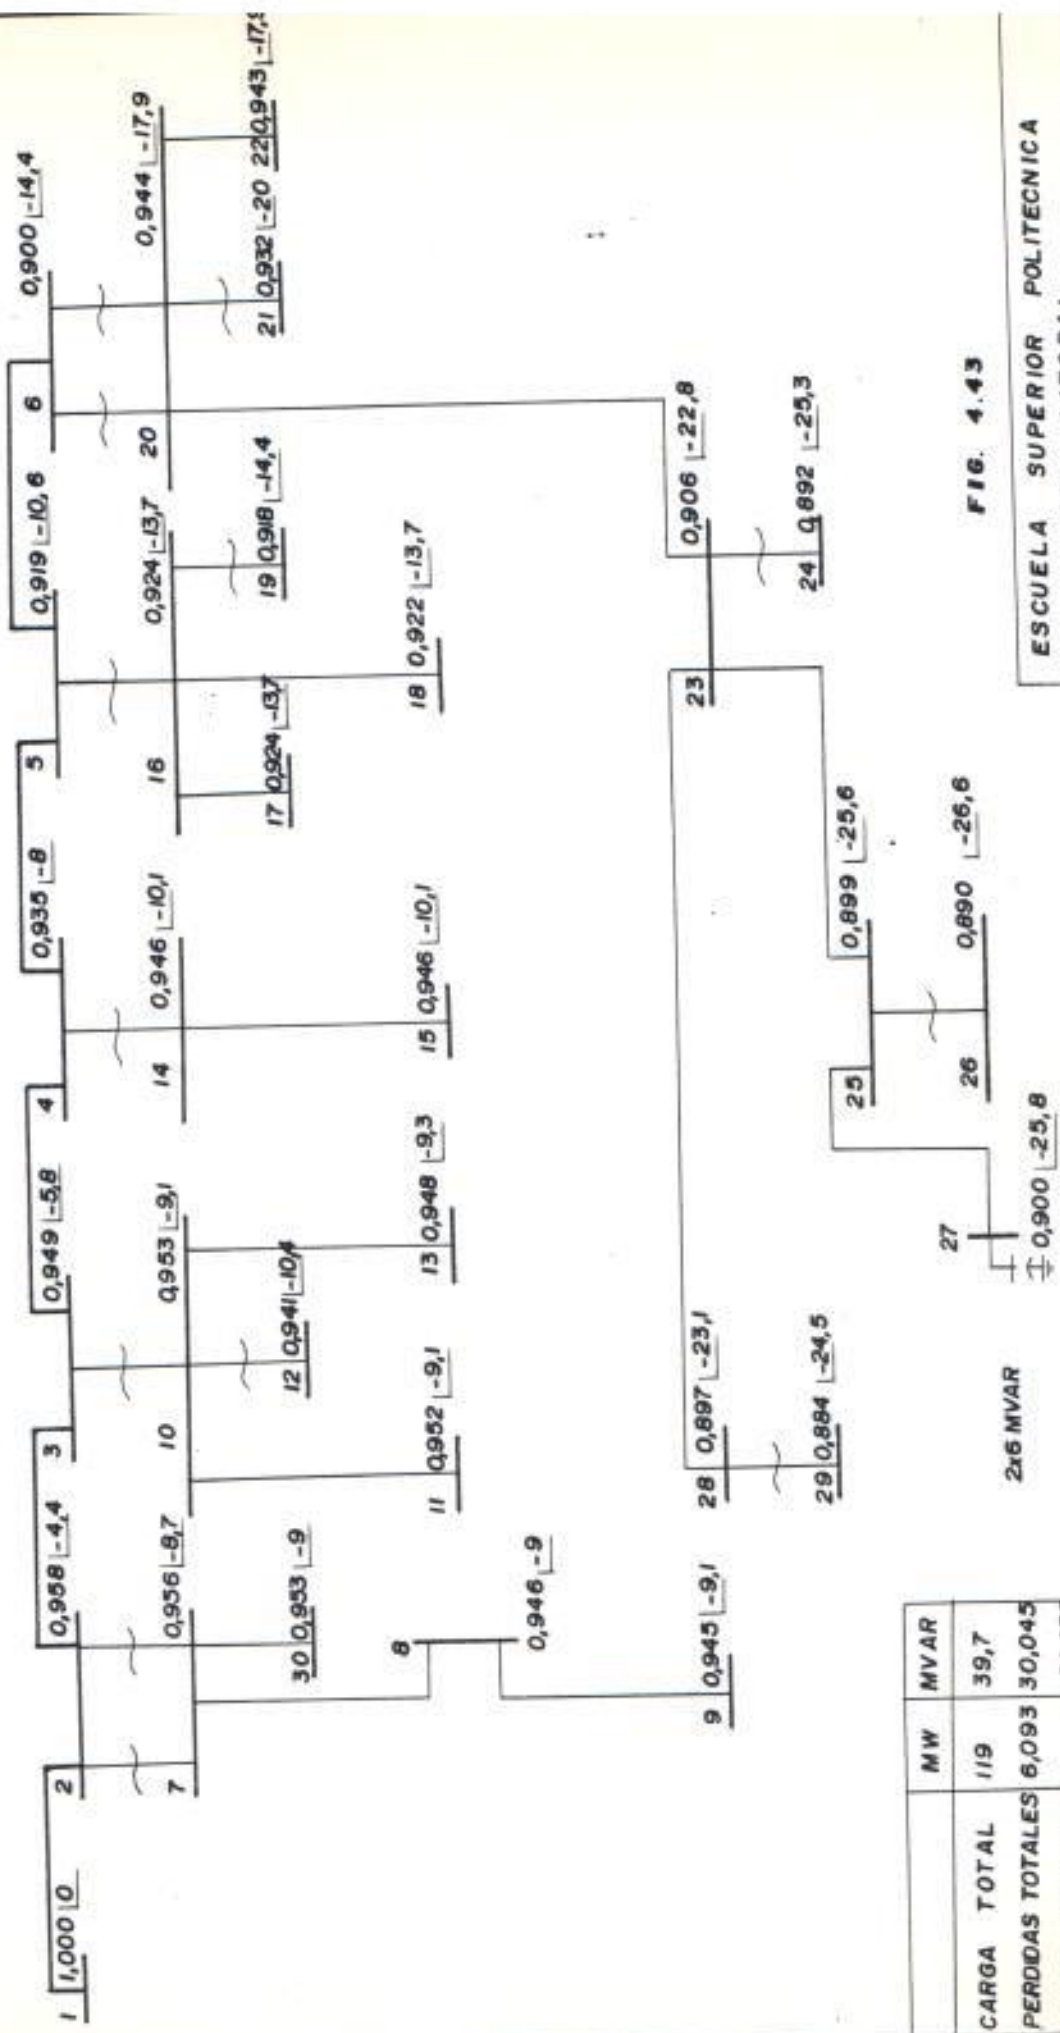 1 1,000 |0
2 0,958 |-4,4
3 0,949 |-5,8
4 0,935 |-8
5 0,919 |-10,6
6 0,900 |-14,4
7 0,956 |-8,7
10 0,953 |-9,1
14 0,946 |-10,1
16 0,924 |-13,7
20 0,944 |-17,9
30 0,953 |-9
12 0,941 |-10,4
17 0,924 |-13,7
19 0,918 |-14,4
21 0,932 |-20
22 0,943 |-17,9
8 0,946 |-9
11 0,952 |-9,1
13 0,948 |-9,3
15 0,946 |-10,1
18 0,922 |-13,7
9 0,945 |-9,1
28 0,897 |-23,1
23 0,906 |-22,8
29 0,884 |-24,5
25 0,899 |-25,6
24 0,892 |-25,3
27
26 0,890 |-26,6
0,900 |-25,8
2x6 MVAR
MW MVAR
CARGA TOTAL 119 39,7
PERDIDAS TOTALES 6,093 30,045
FIG. 4.43
ESCUELA SUPERIOR POLITECNICA